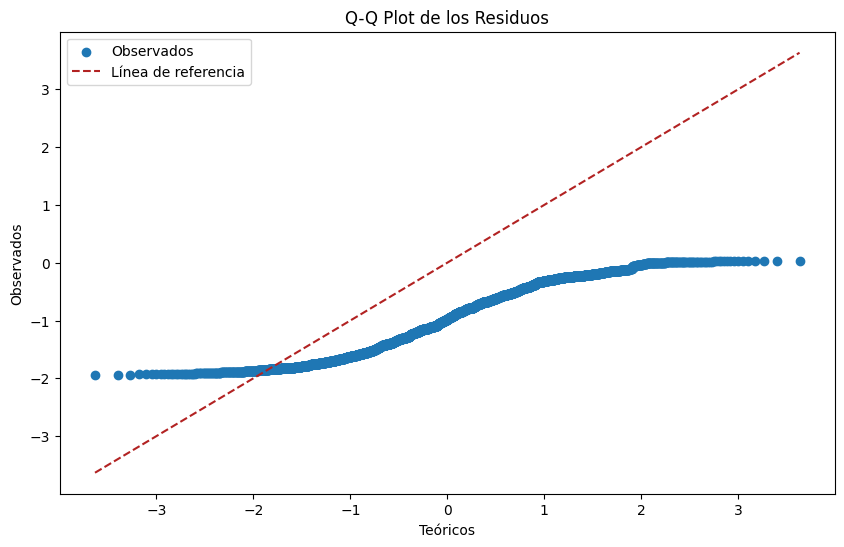 Q-Q Plot de los Residuos
Observados
Línea de referencia
Observados
3
2
1
0
−1
−2
−3
−3 −2 −1 0 1 2 3
Teóricos